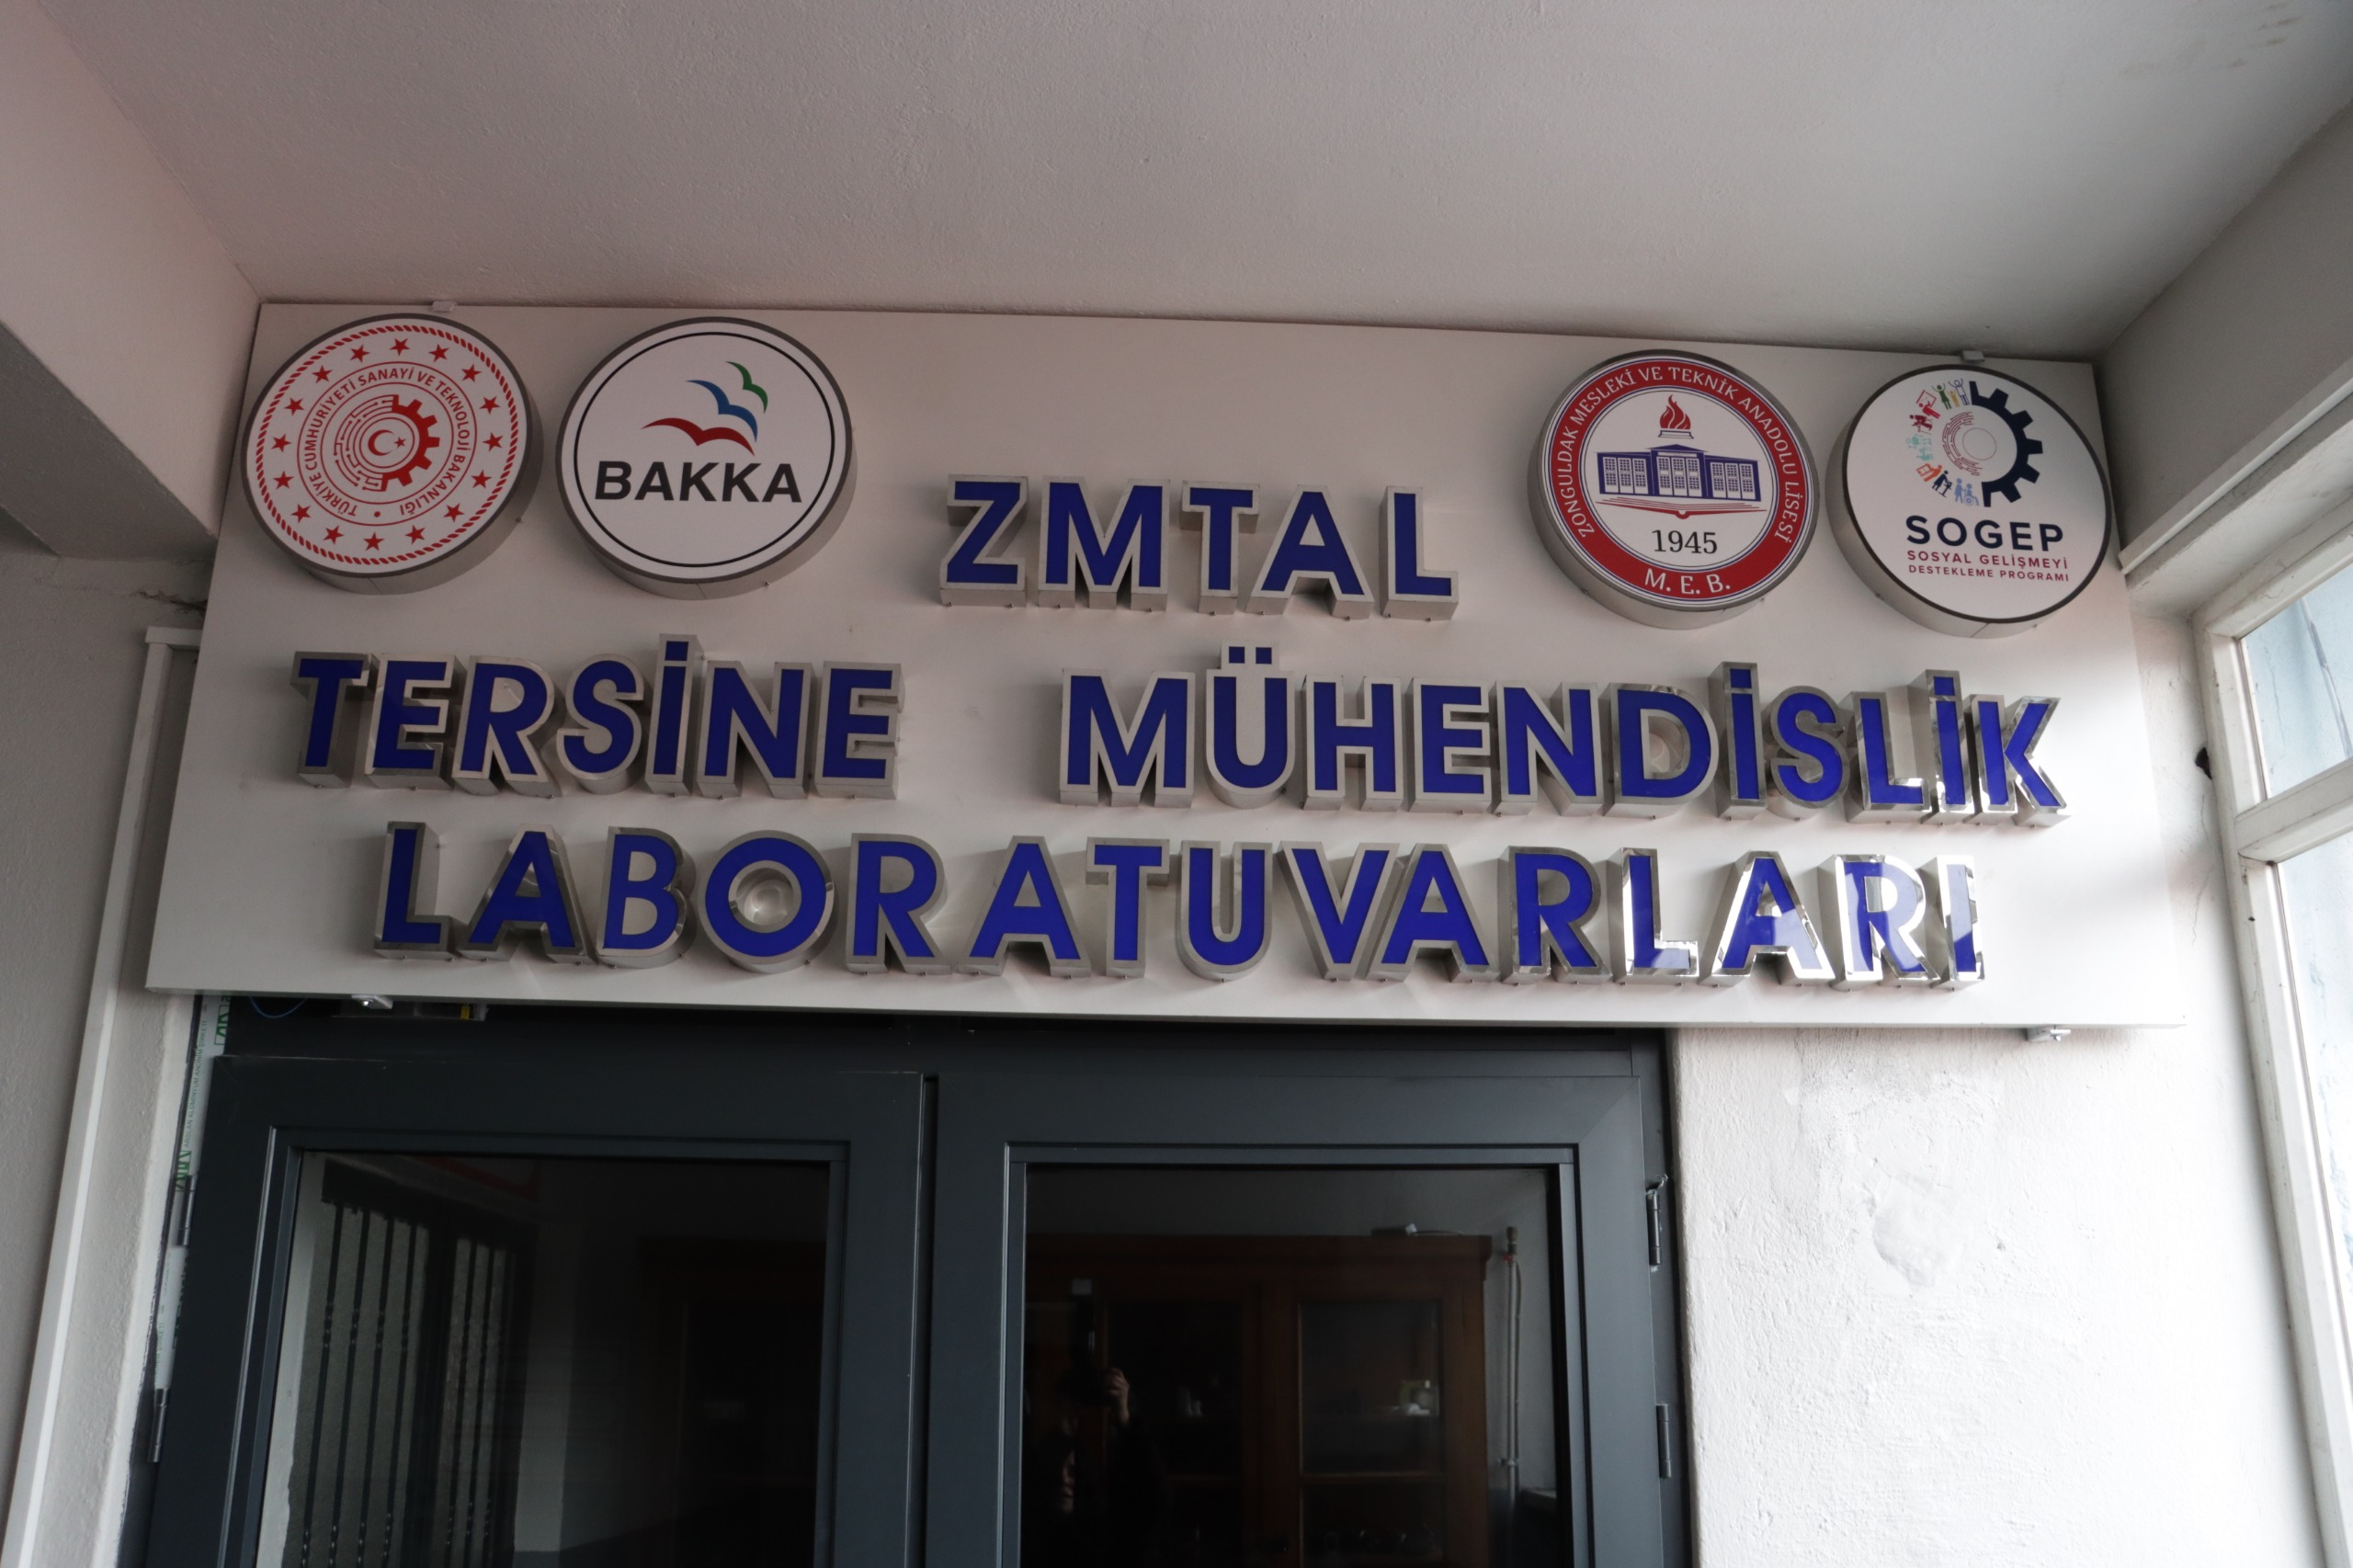 TÜRKİYE CUMHURİYETİ SANAYİ VE TEKNOLOJİ BAKANLIĞI
BAKKA
ZONGULDAK MESLEKİ VE TEKNİK ANADOLU LİSESİ
1945
M. E. B.
SOGEP
SOSYAL GELİŞMEYİ
DESTEKLEME PROGRAMI
ZMTAL
TERSİNE MÜHENDİSLİK
LABORATUVARLARI